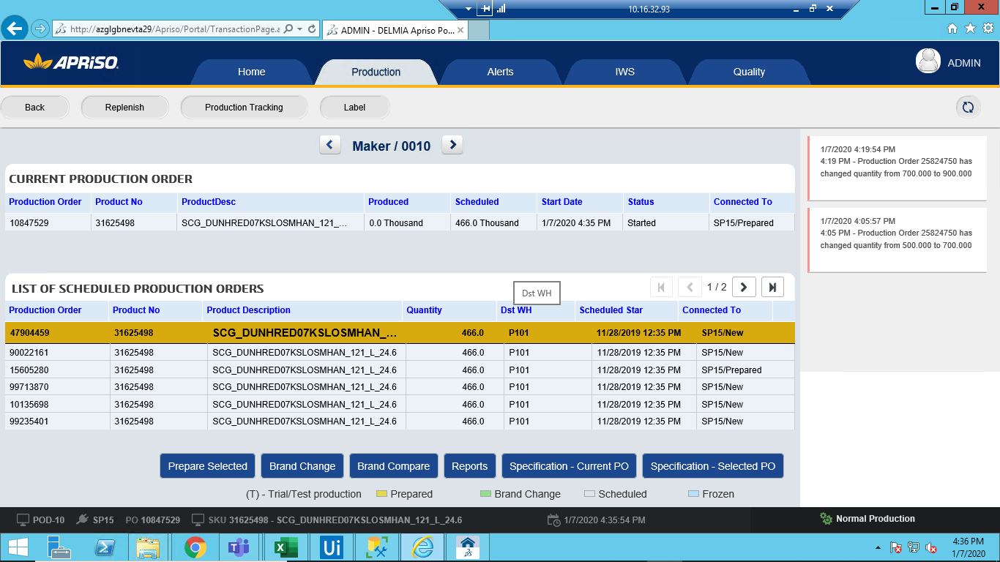 10.16.32.93
http://azglgbnevta29/Apriso/Portal/TransactionPage.a
ADMIN - DELMIA Apriso Po...
APRISO
Home
Production
Alerts
IWS
Quality
ADMIN
Back
Replenish
Production Tracking
Label
Maker / 0010
1/7/2020 4:19:54 PM
4:19 PM - Production Order 25824750 has
changed quantity from 700.000 to 900.000
1/7/2020 4:05:57 PM
4:05 PM - Production Order 25824750 has
changed quantity from 500.000 to 700.000
CURRENT PRODUCTION ORDER
Production Order Product No ProductDesc Produced Scheduled Start Date Status Connected To
10847529 31625498 SCG_DUNHRED07KSLOSMHAN_121_... 0.0 Thousand 466.0 Thousand 1/7/2020 4:35 PM Started SP15/Prepared
LIST OF SCHEDULED PRODUCTION ORDERS
Dst WH
1 / 2
Production Order Product No Product Description Quantity Dst WH Scheduled Star Connected To
47904459 31625498 SCG_DUNHRED07KSLOSMHAN_... 466.0 P101 11/28/2019 12:35 PM SP15/New
90022161 31625498 SCG_DUNHRED07KSLOSMHAN_121_L_24.6 466.0 P101 11/28/2019 12:35 PM SP15/New
15605280 31625498 SCG_DUNHRED07KSLOSMHAN_121_L_24.6 466.0 P101 11/28/2019 12:35 PM SP15/Prepared
99713870 31625498 SCG_DUNHRED07KSLOSMHAN_121_L_24.6 466.0 P101 11/28/2019 12:35 PM SP15/New
10135698 31625498 SCG_DUNHRED07KSLOSMHAN_121_L_24.6 466.0 P101 11/28/2019 12:35 PM SP15/New
99235401 31625498 SCG_DUNHRED07KSLOSMHAN_121_L_24.6 466.0 P101 11/28/2019 12:35 PM SP15/New
Prepare Selected
Brand Change
Brand Compare
Reports
Specification - Current PO
Specification - Selected PO
(T) - Trial/Test production Prepared Brand Change Scheduled Frozen
POD-10 SP15 PO 10847529 SKU 31625498 - SCG_DUNHRED07KSLOSMHAN_121_L_24.6 1/7/2020 4:35:54 PM Normal Production
Ui
4:36 PM
1/7/2020